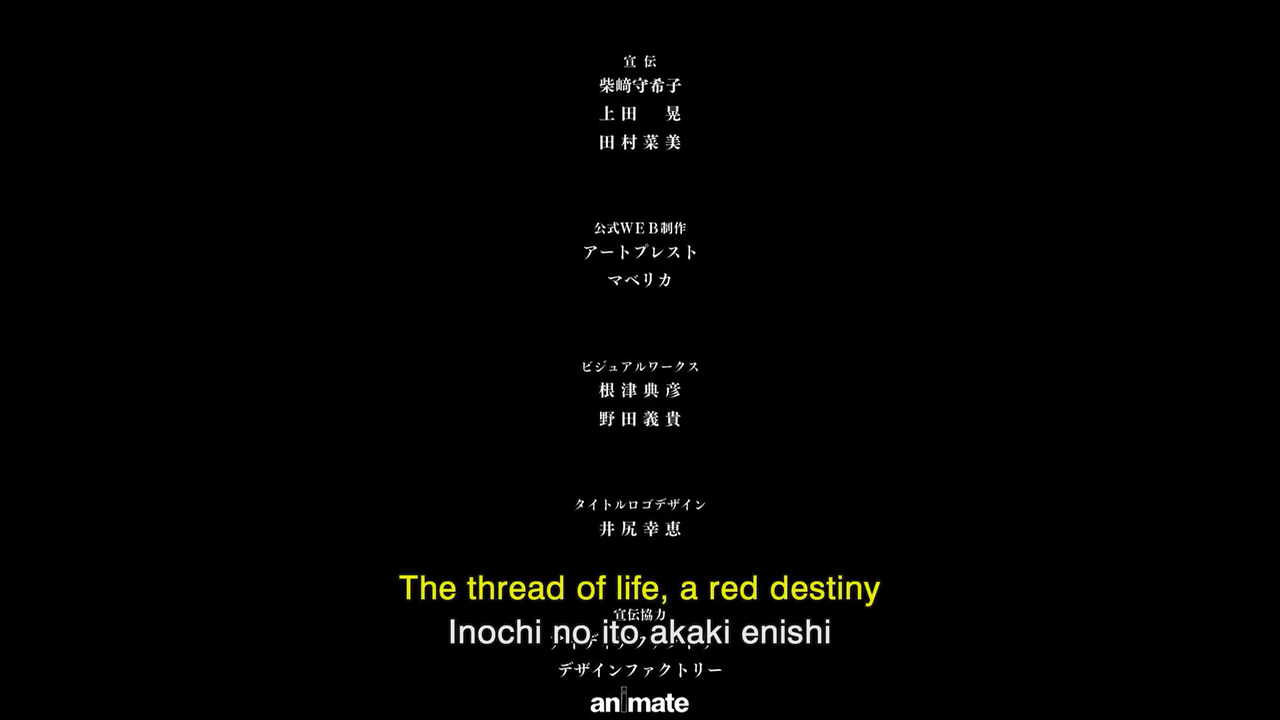 宣伝
柴﨑守希子
上田 晃
田村菜美
公式WEB制作
アートプレスト
マベリカ
ビジュアルワークス
根津典彦
野田義貴
タイトルロゴデザイン
井尻幸恵
The thread of life, a red destiny
宣伝協力
Inochi no ito akaki enishi
デザインファクトリー
animate